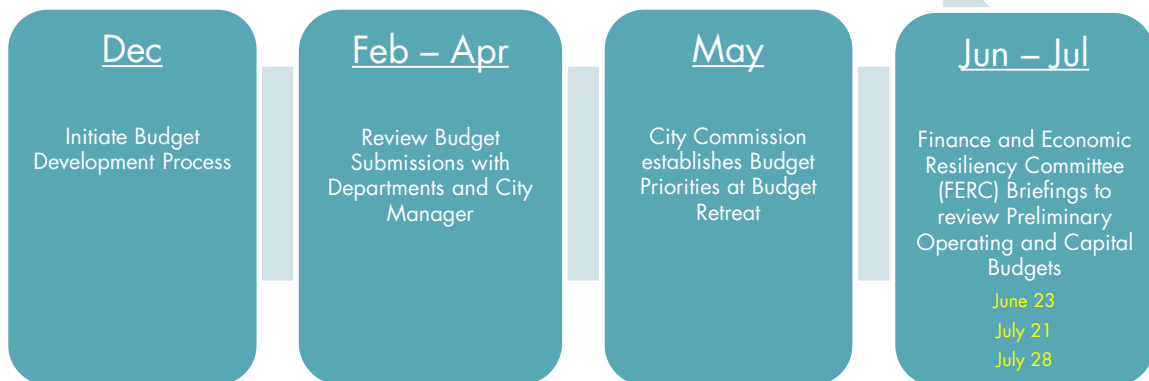 Dec
Initiate Budget
Development Process
Feb – Apr
Review Budget
Submissions with
Departments and City
Manager
May
City Commission
establishes Budget
Priorities at Budget
Retreat
Jun – Jul
Finance and Economic
Resiliency Committee
(FERC) Briefings to
review Preliminary
Operating and Capital
Budgets
June 23
July 21
July 28